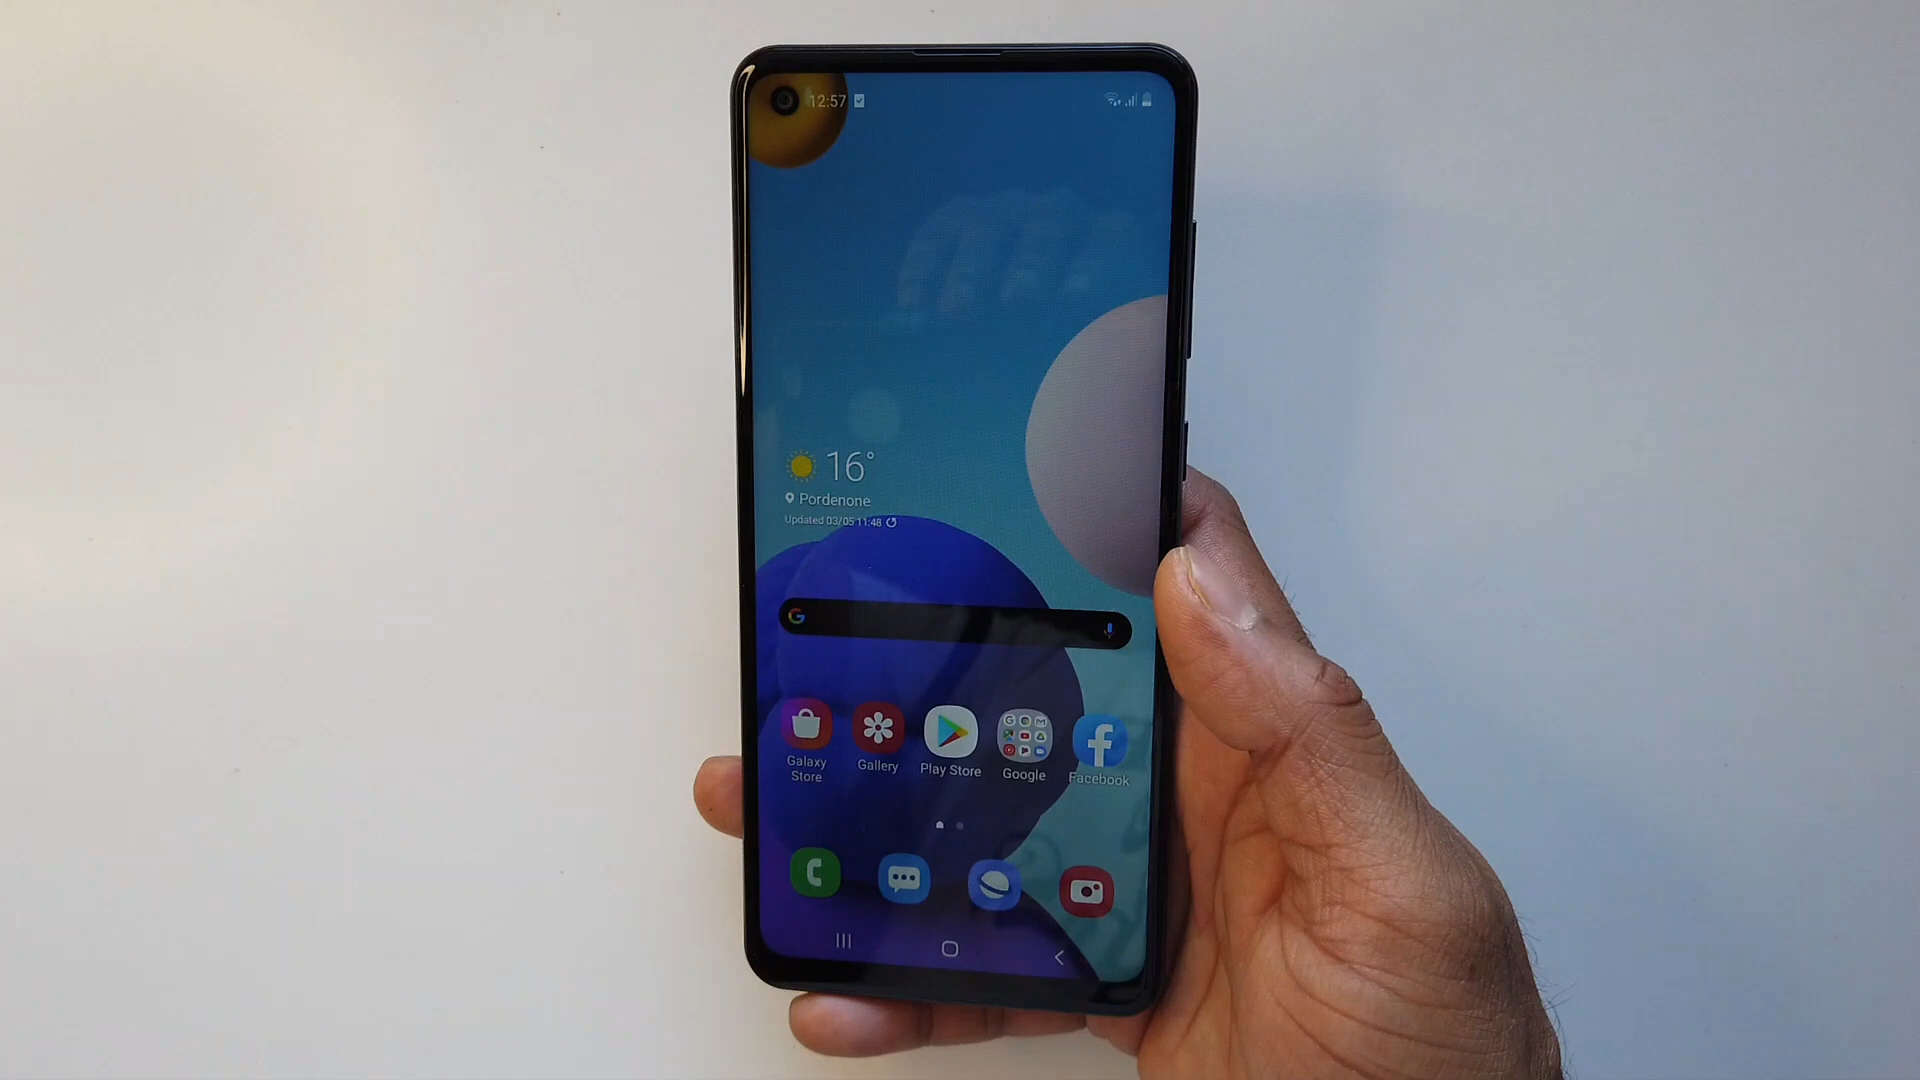 12:57
16°
Pordenone
Updated 03/05 11:48
Galaxy Store
Gallery
Play Store
Google
Facebook